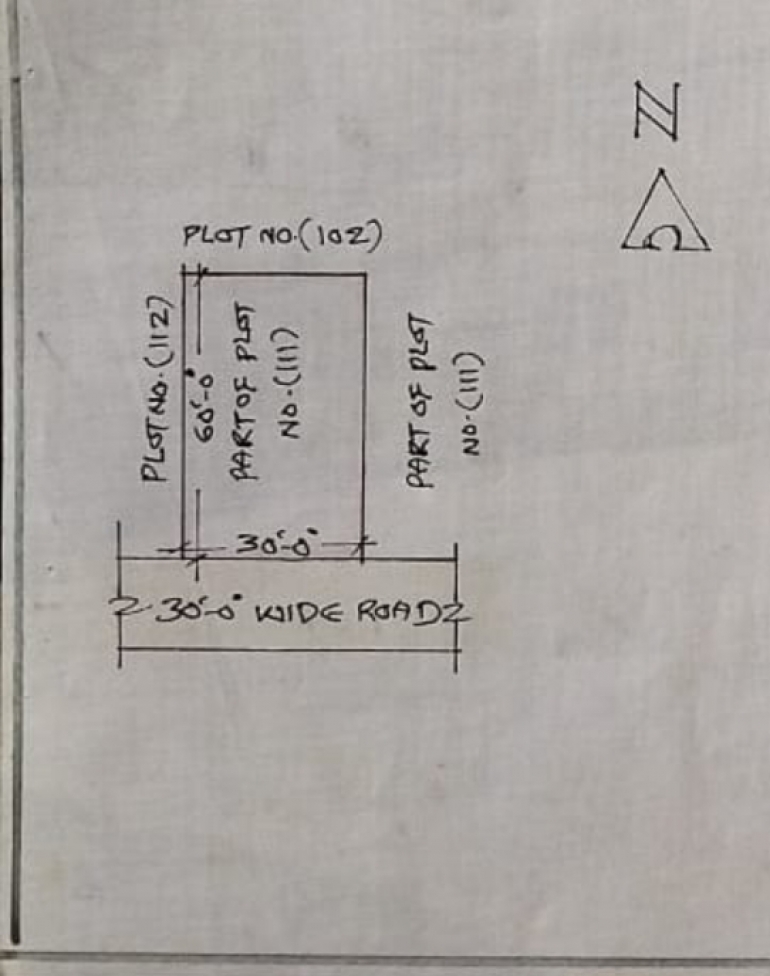 N
PLOT NO.(102)
PLOT NO.(112)
60'-0"
PART OF PLOT
NO.(111)
PART OF PLOT
NO.(111)
30'-0"
30'-0" WIDE ROAD